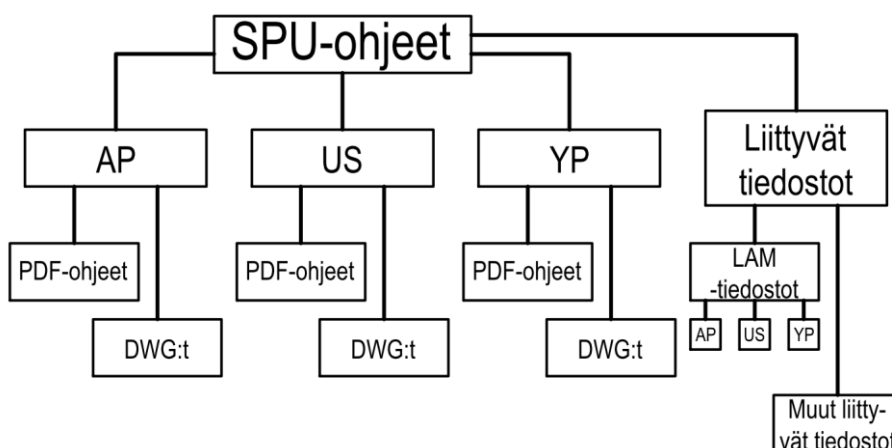 SPU-ohjeet
AP
US
YP
Liittyvät
tiedostot
PDF-ohjeet
PDF-ohjeet
PDF-ohjeet
LAM
-tiedostot
DWG:t
DWG:t
DWG:t
AP
US
YP
Muut liitty-
vät tiedostot